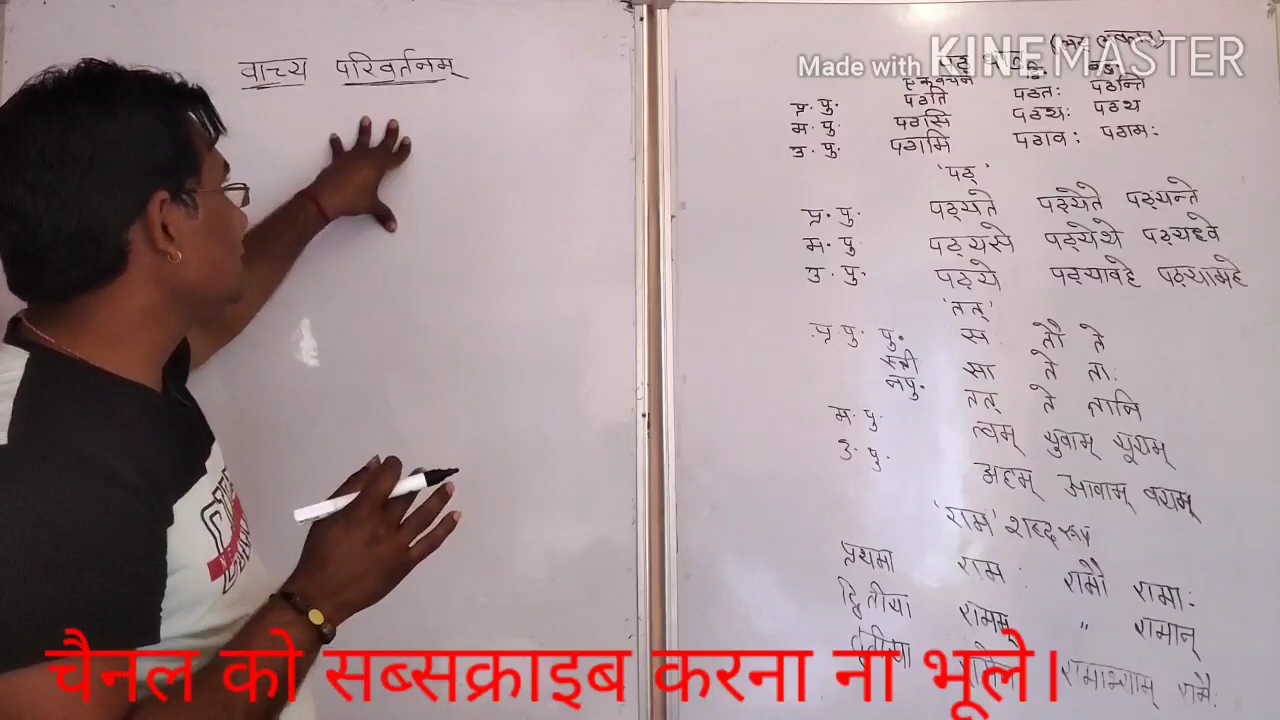 वाच्य परिवर्तनम्
Made with KINEMASTER
एकवचन
प्र. पु. पठति पठतः पठन्ति
म. पु. पठसि पठथः पठथ
उ. पु. पठामि पठावः पठामः
'पठ्'
प्र. पु. पठ्यते पठ्येते पठ्यन्ते
म. पु. पठ्यसे पठ्येथे पठ्यध्वे
उ. पु. पठ्ये पठ्यावहे पठ्यामहे
'तत्'
प्र. पु. पु. स तौ ते
स्त्री सा ते ताः
नपु. तत् ते तानि
म. पु. त्वम् युवाम् यूयम्
उ. पु. अहम् आवाम् वयम्
'राम' शब्द रूप
प्रथमा रामः रामौ रामाः
द्वितीया रामम् " रामान्
तृतीया रामेण रामाभ्याम् रामैः
चैनल को सब्सक्राइब करना ना भूले।